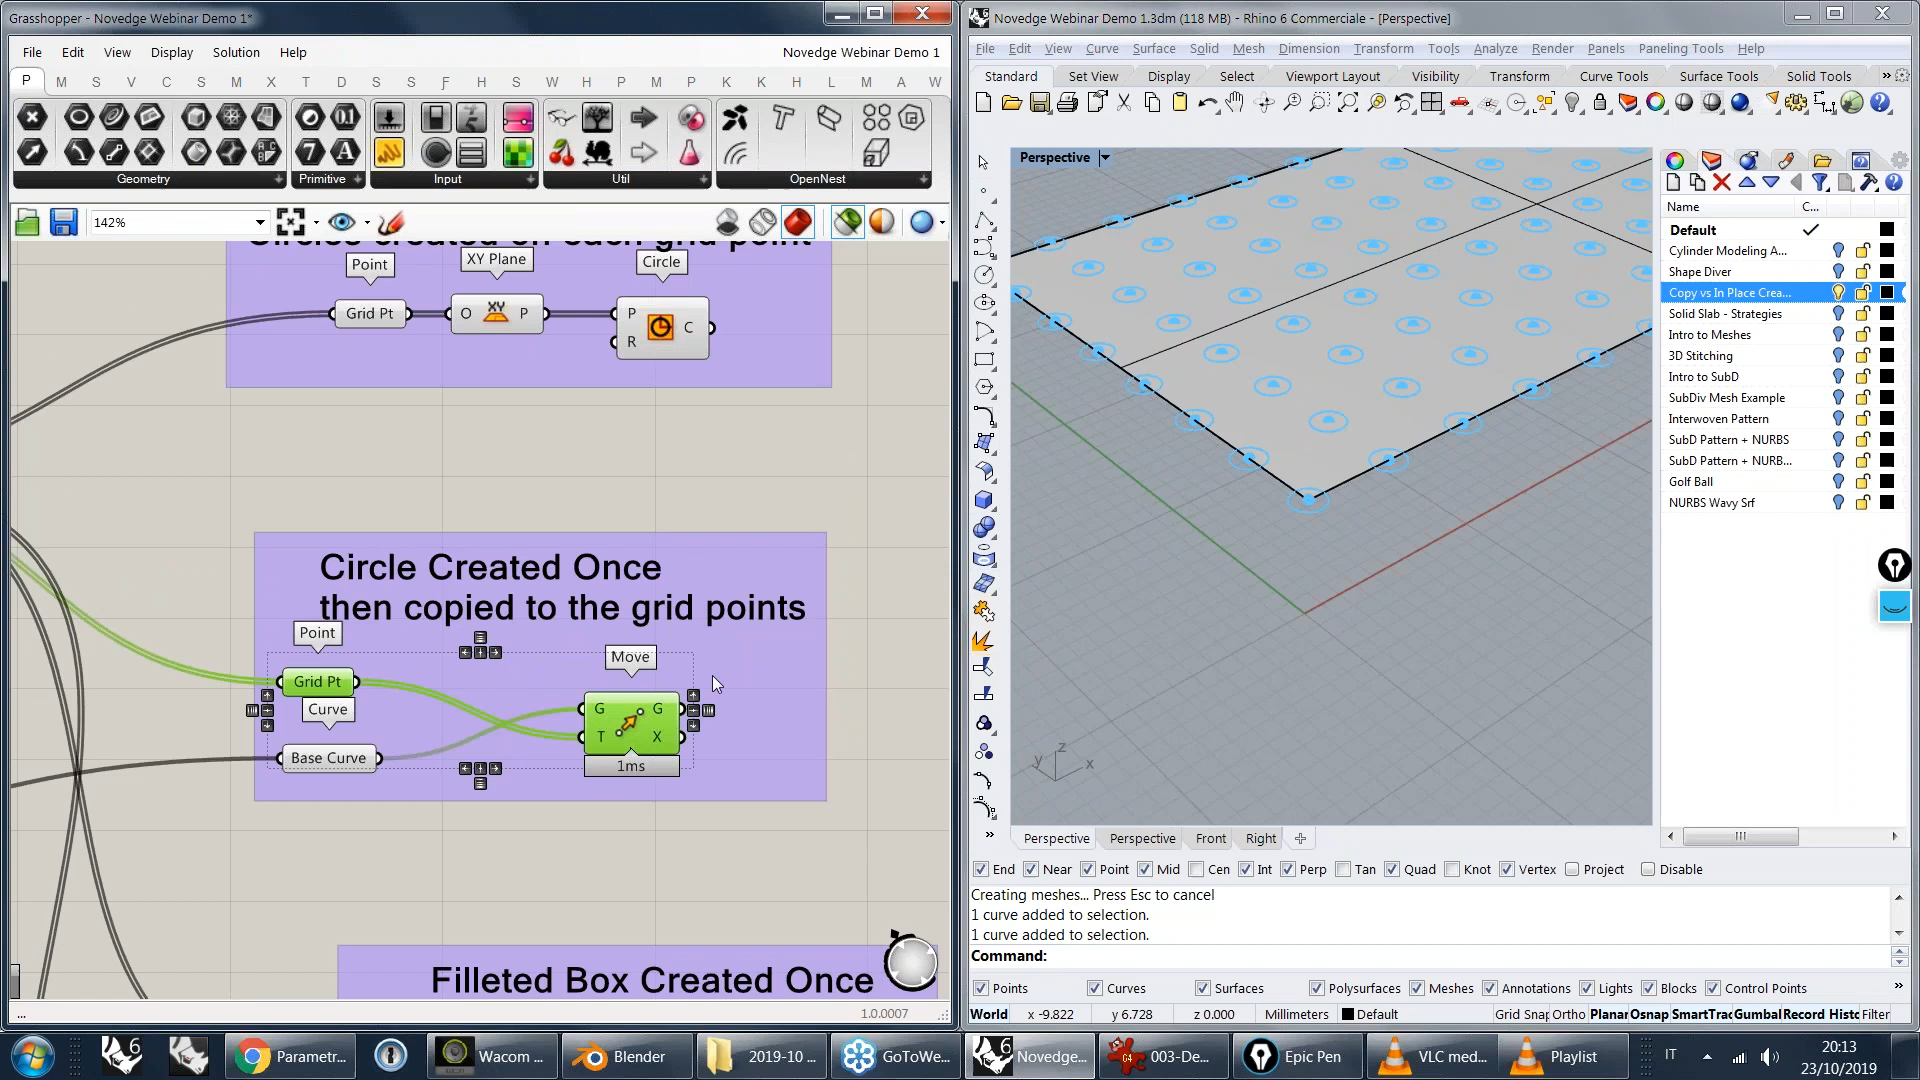 Grasshopper - Novedge Webinar Demo 1*
File Edit View Display Solution Help
Novedge Webinar Demo 1
P M S V C S M X T D S S F H S W H P M P K K H L M A W
Geometry Primitive Input Util OpenNest
142%
Circles created on each grid point
Point XY Plane Circle
Grid Pt O XY P P R C
Circle Created Once
then copied to the grid points
Point
Move
Grid Pt
Curve
G G
T X
Base Curve
1ms
Filleted Box Created Once
...
1.0.0007
Novedge Webinar Demo 1.3dm (118 MB) - Rhino 6 Commerciale - [Perspective]
File Edit View Curve Surface Solid Mesh Dimension Transform Tools Analyze Render Panels Paneling Tools Help
Standard Set View Display Select Viewport Layout Visibility Transform Curve Tools Surface Tools Solid Tools »
Perspective
z
y x
Name C...
Default
Cylinder Modeling A...
Shape Diver
Copy vs In Place Crea...
Solid Slab - Strategies
Intro to Meshes
3D Stitching
Intro to SubD
SubDiv Mesh Example
Interwoven Pattern
SubD Pattern + NURBS
SubD Pattern + NURB...
Golf Ball
NURBS Wavy Srf
Perspective Perspective Front Right
End Near Point Mid Cen Int Perp Tan Quad Knot Vertex Project Disable
Creating meshes... Press Esc to cancel
1 curve added to selection.
1 curve added to selection.
Command:
Points Curves Surfaces Polysurfaces Meshes Annotations Lights Blocks Control Points »
World x -9.822 y 6.728 z 0.000 Millimeters Default Grid Snap Ortho Planar Osnap SmartTrac Gumbal Record Histo Filter
Parametr... Wacom ... Blender 2019-10 ... GoToWe... Novedge... 003-De... Epic Pen VLC med... Playlist IT
20:13
23/10/2019